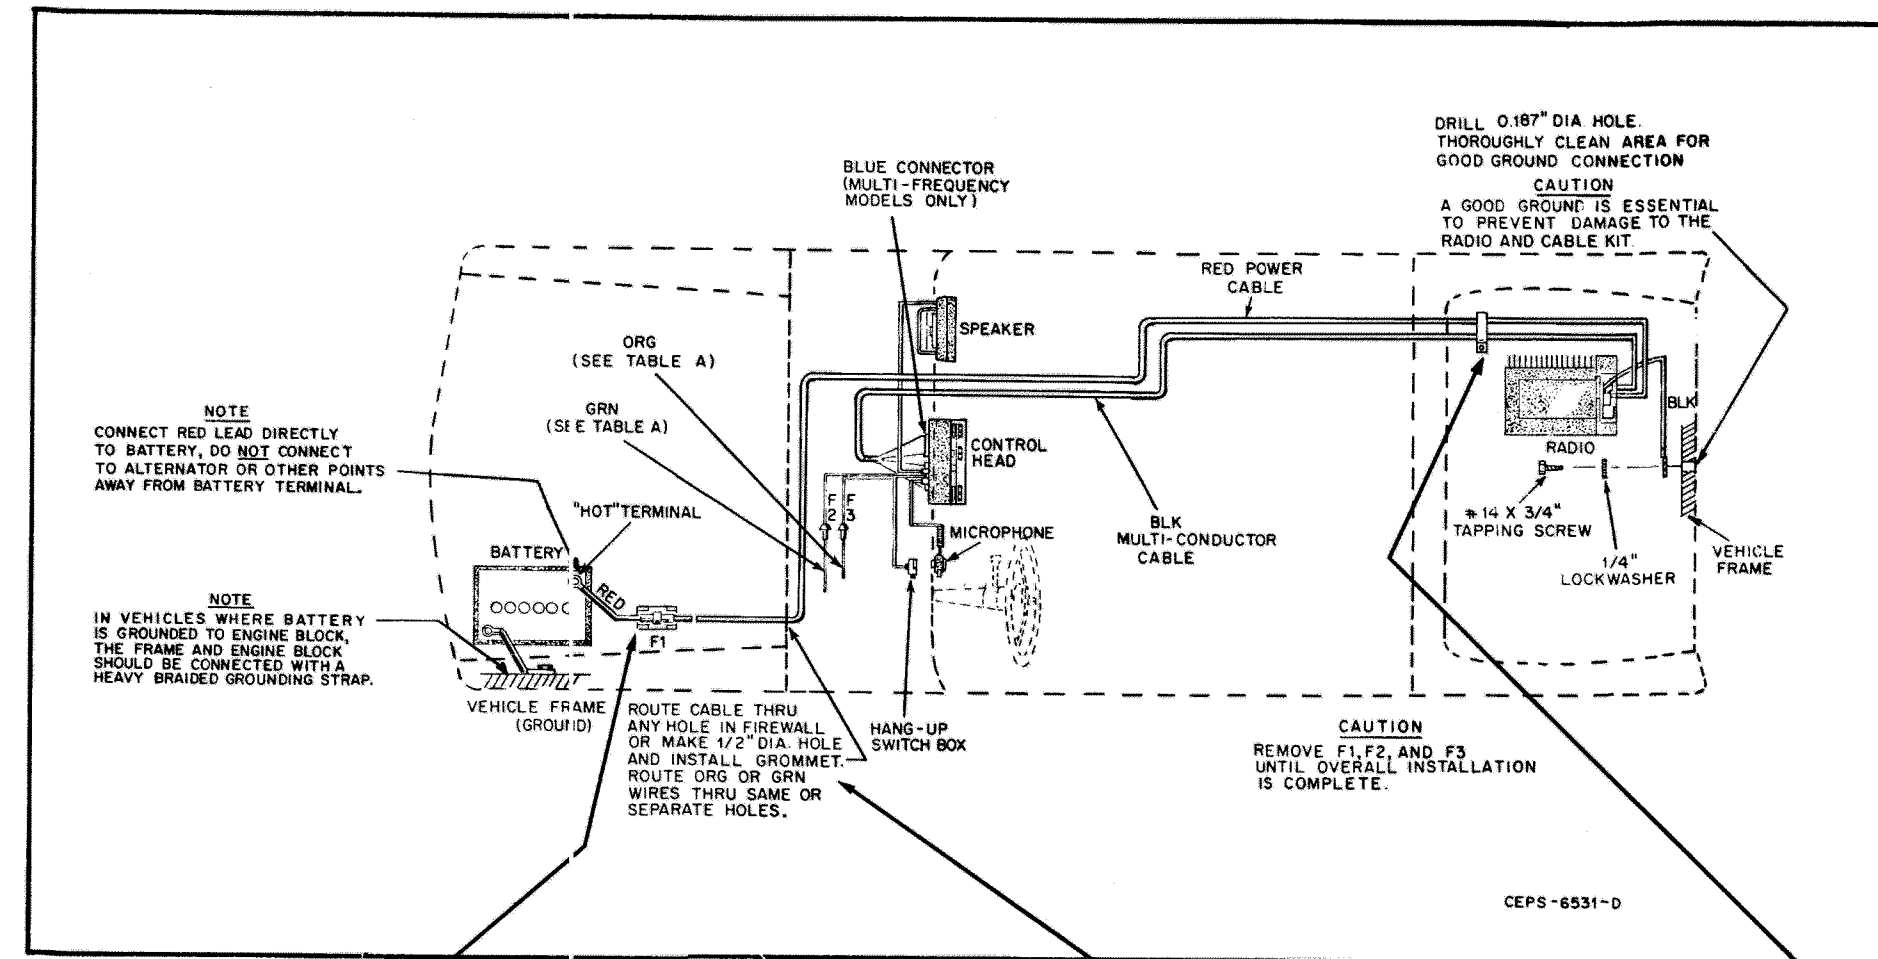 DRILL 0.187" DIA. HOLE.
THOROUGHLY CLEAN AREA FOR
GOOD GROUND CONNECTION
CAUTION
A GOOD GROUND IS ESSENTIAL
TO PREVENT DAMAGE TO THE
RADIO AND CABLE KIT.
BLUE CONNECTOR
(MULTI-FREQUENCY
MODELS ONLY)
RED POWER
CABLE
SPEAKER
ORG
(SEE TABLE A)
GRN
(SEE TABLE A)
NOTE
CONNECT RED LEAD DIRECTLY
TO BATTERY, DO NOT CONNECT
TO ALTERNATOR OR OTHER POINTS
AWAY FROM BATTERY TERMINAL.
CONTROL
HEAD
BLK
RADIO
F2
F3
"HOT" TERMINAL
BATTERY
RED
F1
MICROPHONE
BLK
MULTI-CONDUCTOR
CABLE
#14 X 3/4"
TAPPING SCREW
1/4"
LOCKWASHER
VEHICLE
FRAME
NOTE
IN VEHICLES WHERE BATTERY
IS GROUNDED TO ENGINE BLOCK,
THE FRAME AND ENGINE BLOCK
SHOULD BE CONNECTED WITH A
HEAVY BRAIDED GROUNDING STRAP.
VEHICLE FRAME
(GROUND)
ROUTE CABLE THRU
ANY HOLE IN FIREWALL
OR MAKE 1/2" DIA. HOLE
AND INSTALL GROMMET.
ROUTE ORG OR GRN
WIRES THRU SAME OR
SEPARATE HOLES.
HANG-UP
SWITCH BOX
CAUTION
REMOVE F1, F2, AND F3
UNTIL OVERALL INSTALLATION
IS COMPLETE.
CEPS-6531-D